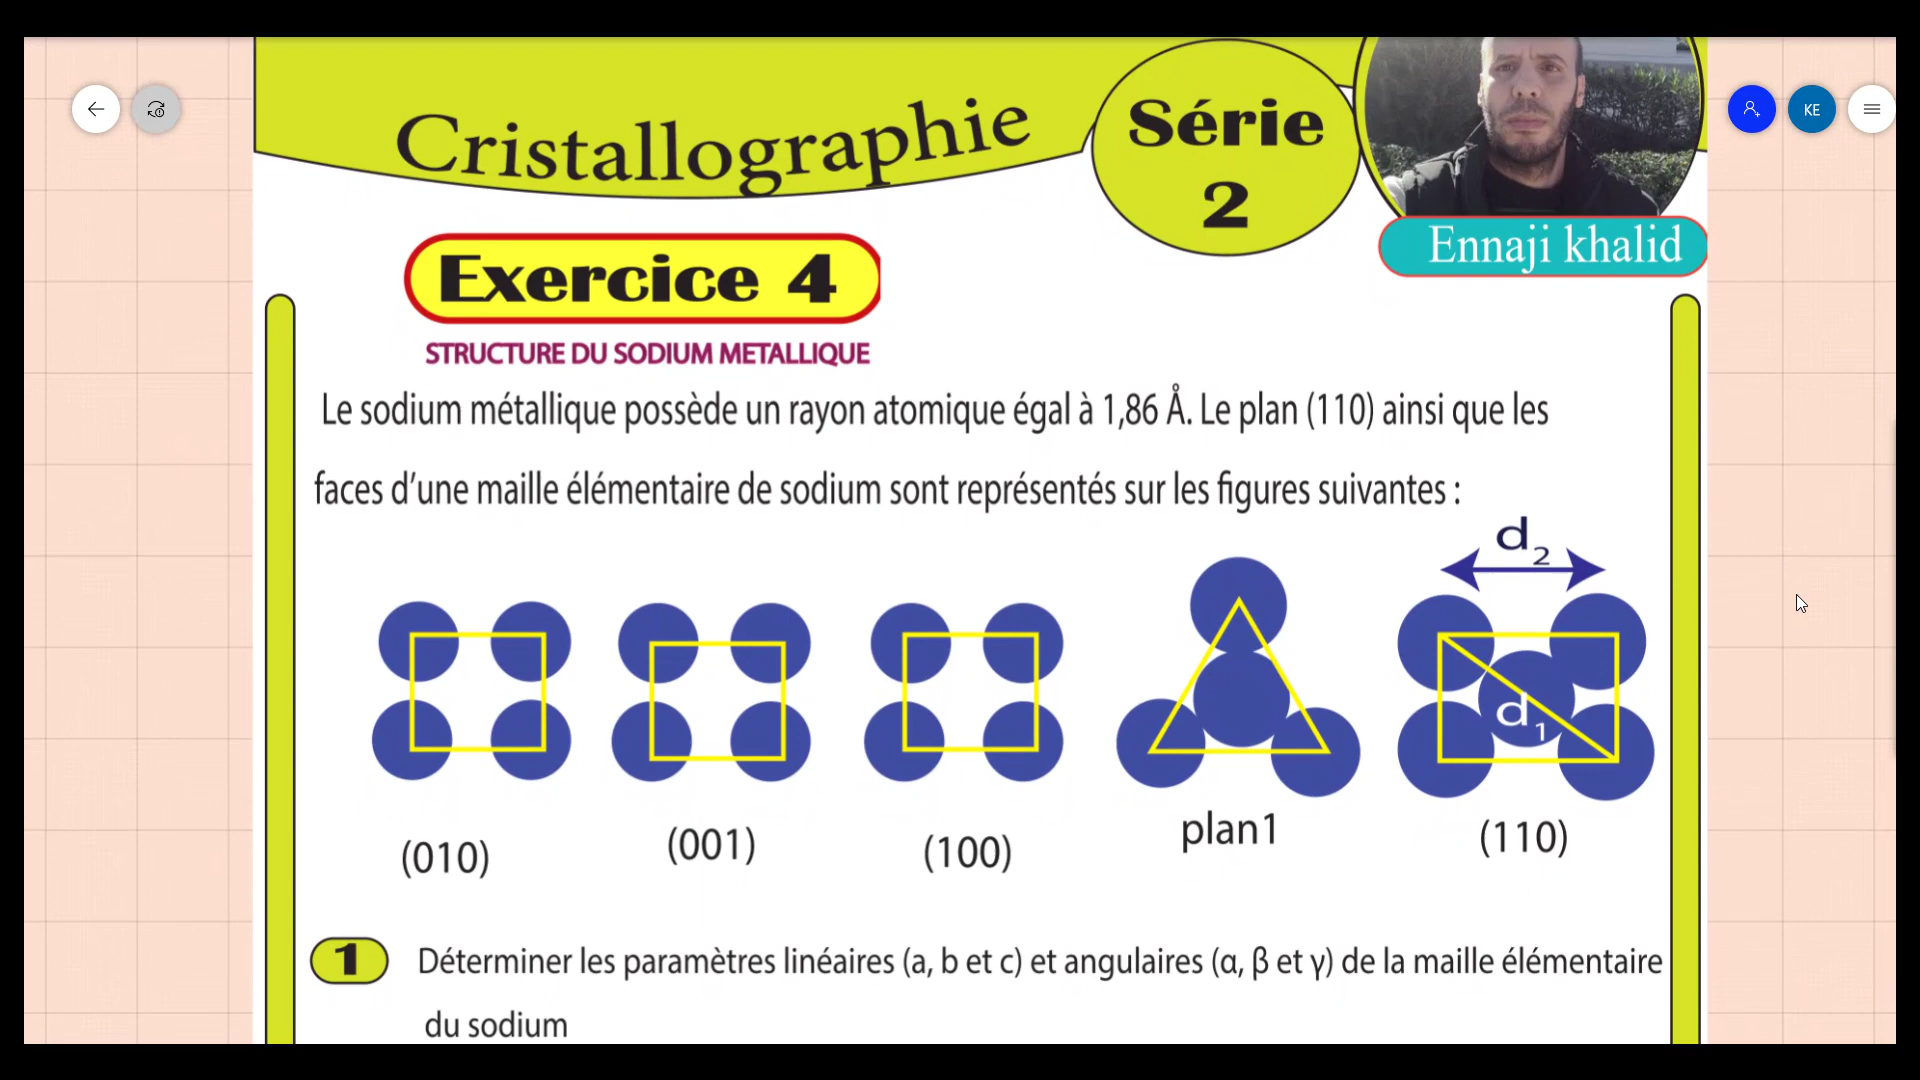 Cristallographie
Série
2
KE
Ennaji khalid
Exercice 4
STRUCTURE DU SODIUM METALLIQUE
Le sodium métallique possède un rayon atomique égal à 1,86 Å. Le plan (110) ainsi que les
faces d’une maille élémentaire de sodium sont représentés sur les figures suivantes :
d2
d1
(010)
(001)
(100)
plan1
(110)
1 Déterminer les paramètres linéaires (a, b et c) et angulaires (α, β et γ) de la maille élémentaire
du sodium